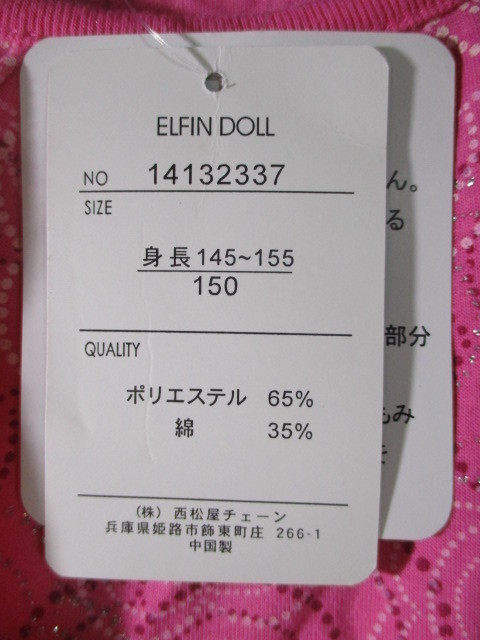 ELFIN DOLL
NO 14132337
SIZE
身長145~155
150
QUALITY
ポリエステル 65%
綿 35%
(株) 西松屋チェーン
兵庫県姫路市飾東町庄 266-1
中国製
ん。
る
部分
もみ